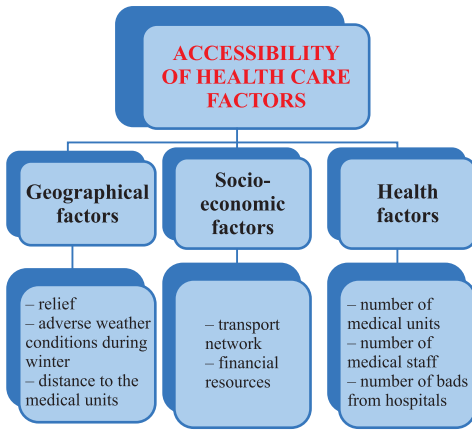 ACCESSIBILITY
OF HEALTH CARE
FACTORS
Geographical
factors
Socio-
economic
factors
Health
factors
– relief
– adverse weather
conditions during
winter
– distance to the
medical units
– transport
network
– financial
resources
– number of
medical units
– number of
medical staff
– number of bads
from hospitals